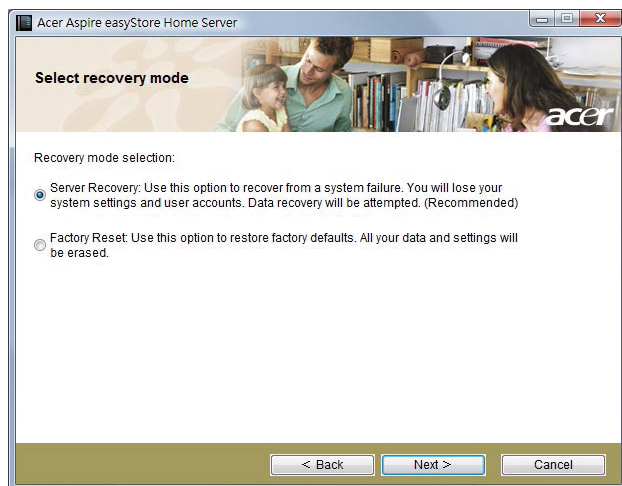 Acer Aspire easyStore Home Server
Select recovery mode
acer
Recovery mode selection:
Server Recovery: Use this option to recover from a system failure. You will lose your
system settings and user accounts. Data recovery will be attempted. (Recommended)
Factory Reset: Use this option to restore factory defaults. All your data and settings will
be erased.
< Back
Next >
Cancel